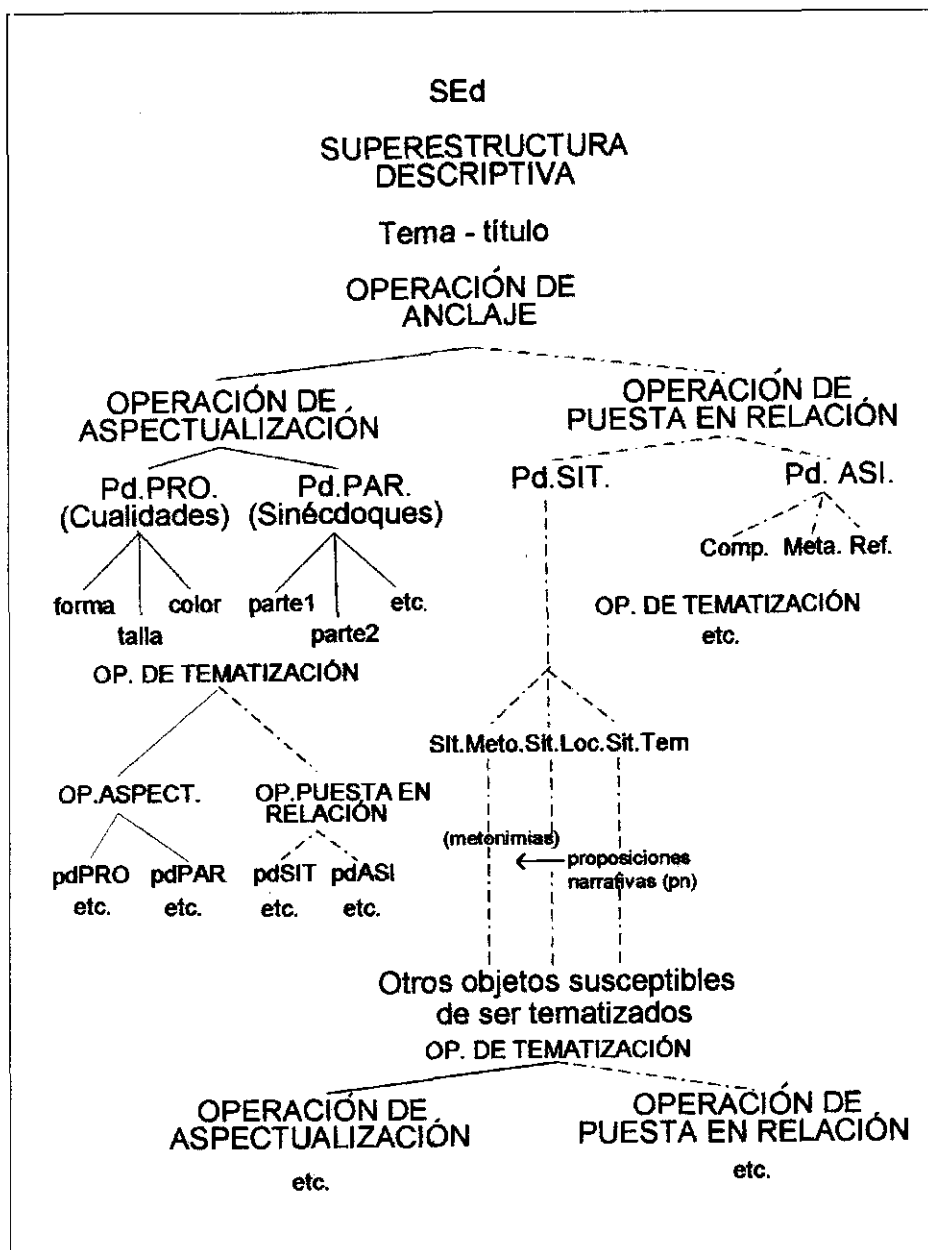 SEd
SUPERESTRUCTURA
DESCRIPTIVA
Tema - título
OPERACIÓN DE
ANCLAJE
OPERACIÓN DE
ASPECTUALIZACIÓN
OPERACIÓN DE
PUESTA EN RELACIÓN
Pd.PRO.
(Cualidades)
Pd.PAR.
(Sinécdoques)
Pd.SIT.
Pd. ASI.
Comp. Meta. Ref.
forma
talla
color
parte1
parte2
etc.
OP. DE TEMATIZACIÓN
etc.
OP. DE TEMATIZACIÓN
Sit.Meto.Sit.Loc.Sit.Tem
OP.ASPECT.
OP.PUESTA EN
RELACIÓN
pdPRO
etc.
pdPAR
etc.
pdSIT
etc.
pdASI
etc.
(metonimias)
proposiciones
narrativas (pn)
Otros objetos susceptibles
de ser tematizados
OP. DE TEMATIZACIÓN
OPERACIÓN DE
ASPECTUALIZACIÓN
etc.
OPERACIÓN DE
PUESTA EN RELACIÓN
etc.